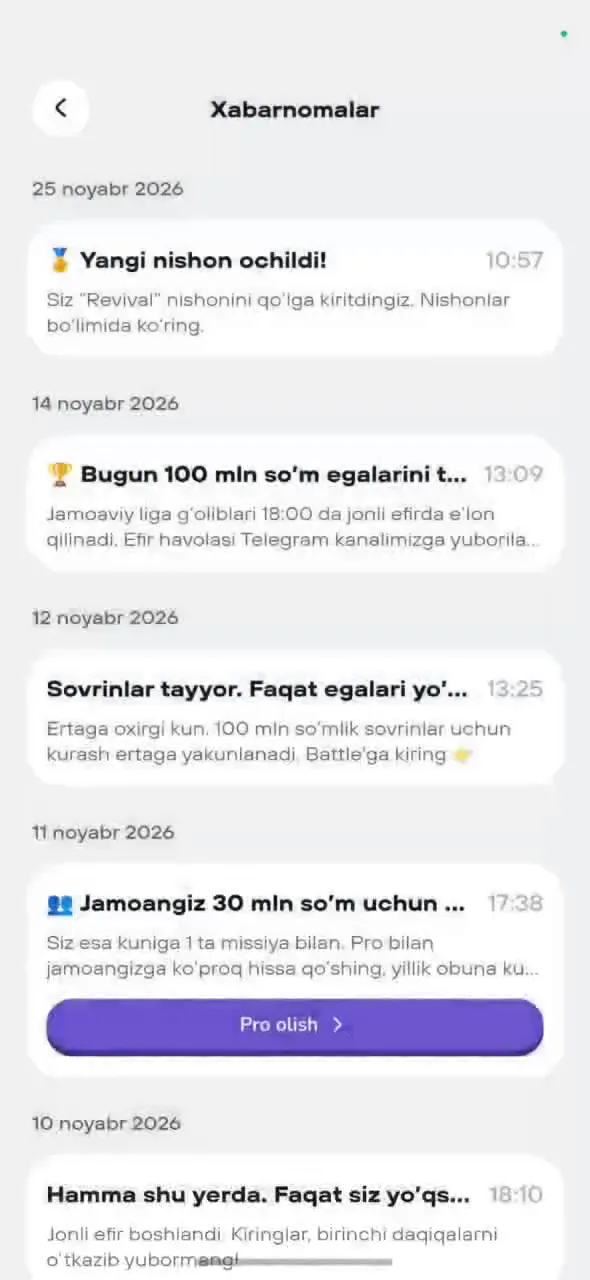 Xabarnomalar
25 noyabr 2026
🏅 Yangi nishon ochildi! 10:57
Siz "Revival" nishonini qo'lga kiritdingiz. Nishonlar
bo'limida ko'ring.
14 noyabr 2026
🏆 Bugun 100 mln so'm egalarini t... 13:09
Jamoaviy liga g'oliblari 18:00 da jonli efirda e'lon
qilinadi. Efir havolasi Telegram kanalimizga yuborila...
12 noyabr 2026
Sovrinlar tayyor. Faqat egalari yo'... 13:25
Ertaga oxirgi kun. 100 mln so'mlik sovrinlar uchun
kurash ertaga yakunlanadi. Battle'ga kiring 👉
11 noyabr 2026
👥 Jamoangiz 30 mln so'm uchun ... 17:38
Siz esa kuniga 1 ta missiya bilan. Pro bilan
jamoangizga ko'proq hissa qo'shing, yillik obuna ku...
Pro olish >
10 noyabr 2026
Hamma shu yerda. Faqat siz yo'qs... 18:10
Jonli efir boshlandi. Kiringlar, birinchi daqiqalarni
o'tkazib yubormang!